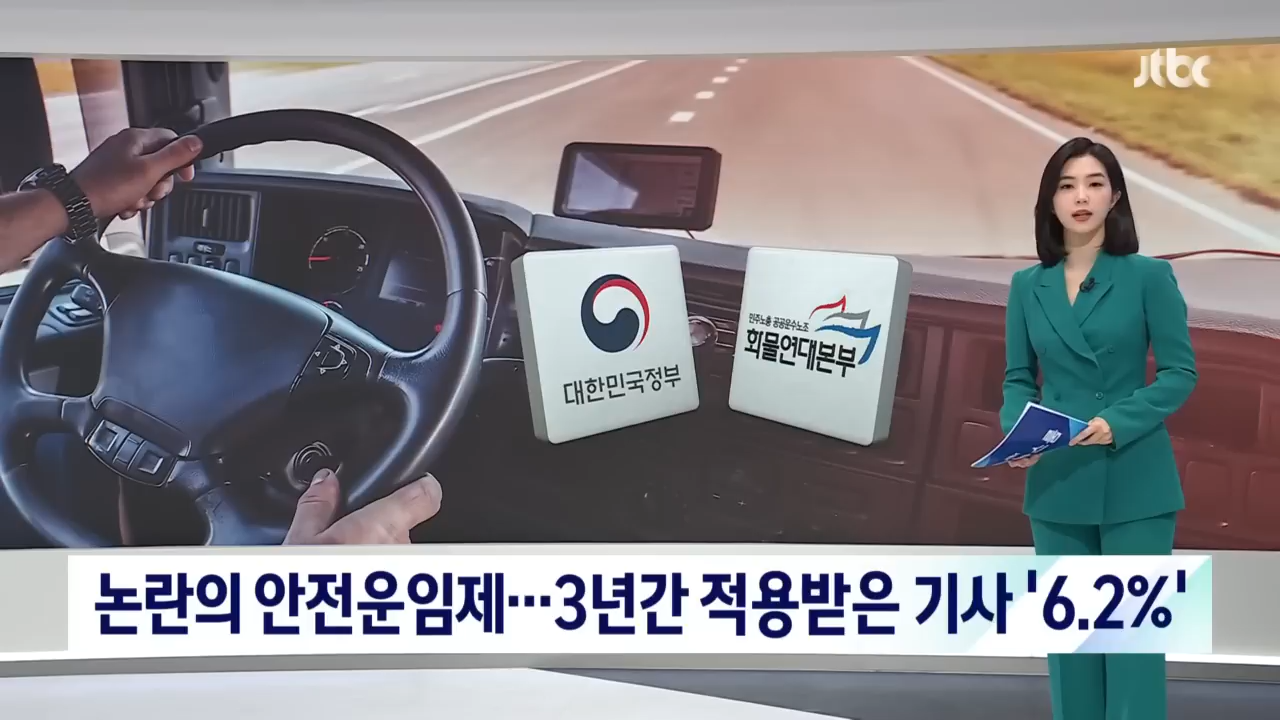 jtbc
대한민국정부
민주노총 공공운수노조
화물연대본부
논란의 안전운임제…3년간 적용받은 기사 '6.2%'